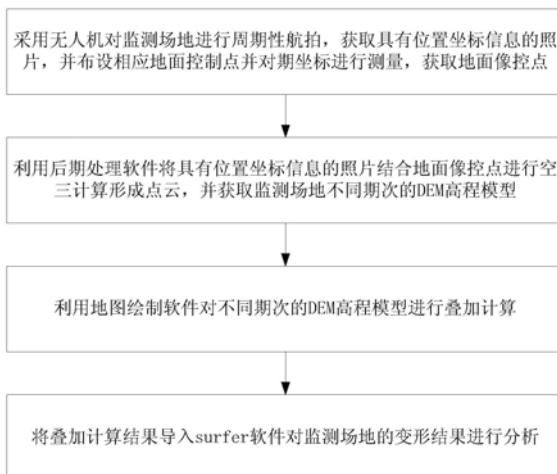 采用无人机对监测场地进行周期性航拍，获取具有位置坐标信息的照
片，并布设相应地面控制点并对期坐标进行测量，获取地面像控点
利用后期处理软件将具有位置坐标信息的照片结合地面像控点进行空
三计算形成点云，并获取监测场地不同期次的DEM高程模型
利用地图绘制软件对不同期次的DEM高程模型进行叠加计算
将叠加计算结果导入surfer软件对监测场地的变形结果进行分析